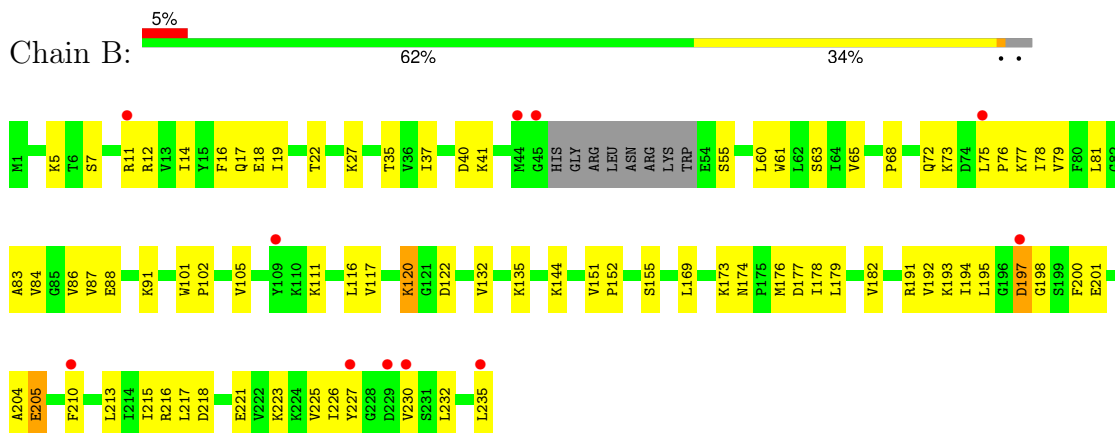 5%
Chain B:
62% 34% • •
M1 K5 T6 S7 R11 R12 V13 I14 Y15 F16 Q17 E18 I19 T22 K27 T35 V36 I37 D40 K41 M44 G45 HIS GLY ARG LEU ASN ARG LYS TRP E54 S55 L60 W61 L62 S63 I64 V65 P68 Q72 K73 D74 L75 P76 K77 I78 V79 F80 L81 G82
A83 V84 G85 V86 V87 E88 K91 W101 P102 V105 Y109 K110 K111 L116 V117 K120 G121 D122 V132 K135 K144 V151 P152 S155 L169 K173 N174 P175 M176 D177 I178 L179 V182 R191 V192 K193 I194 L195 G196 D197 G198 S199 F200 E201
A204 E205 F210 L213 I214 I215 R216 L217 D218 E221 V222 K223 K224 V225 I226 Y227 G228 D229 V230 S231 L232 L235